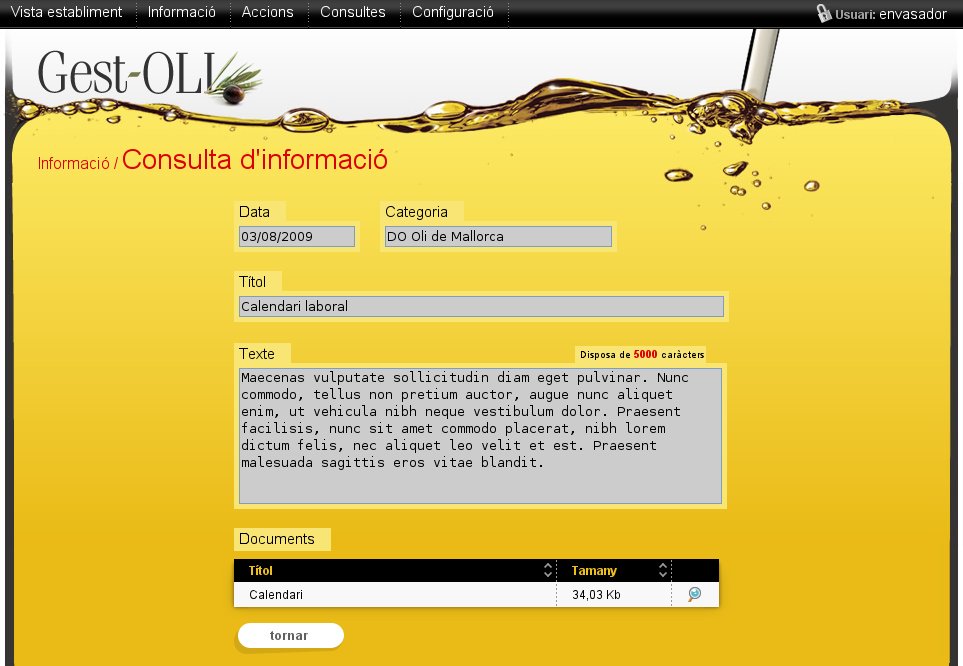 Vista establiment Informació Accions Consultes Configuració Usuari: envasador
Gest-OLI
Informació / Consulta d'informació
Data Categoria
03/08/2009 DO Oli de Mallorca
Títol
Calendari laboral
Texte Disposa de 5000 caràcters
Maecenas vulputate sollicitudin diam eget pulvinar. Nunc
commodo, tellus non pretium auctor, augue nunc aliquet
enim, ut vehicula nibh neque vestibulum dolor. Praesent
facilisis, nunc sit amet commodo placerat, nibh lorem
dictum felis, nec aliquet leo velit et est. Praesent
malesuada sagittis eros vitae blandit.
Documents
Títol Tamany
Calendari 34,03 Kb
tornar